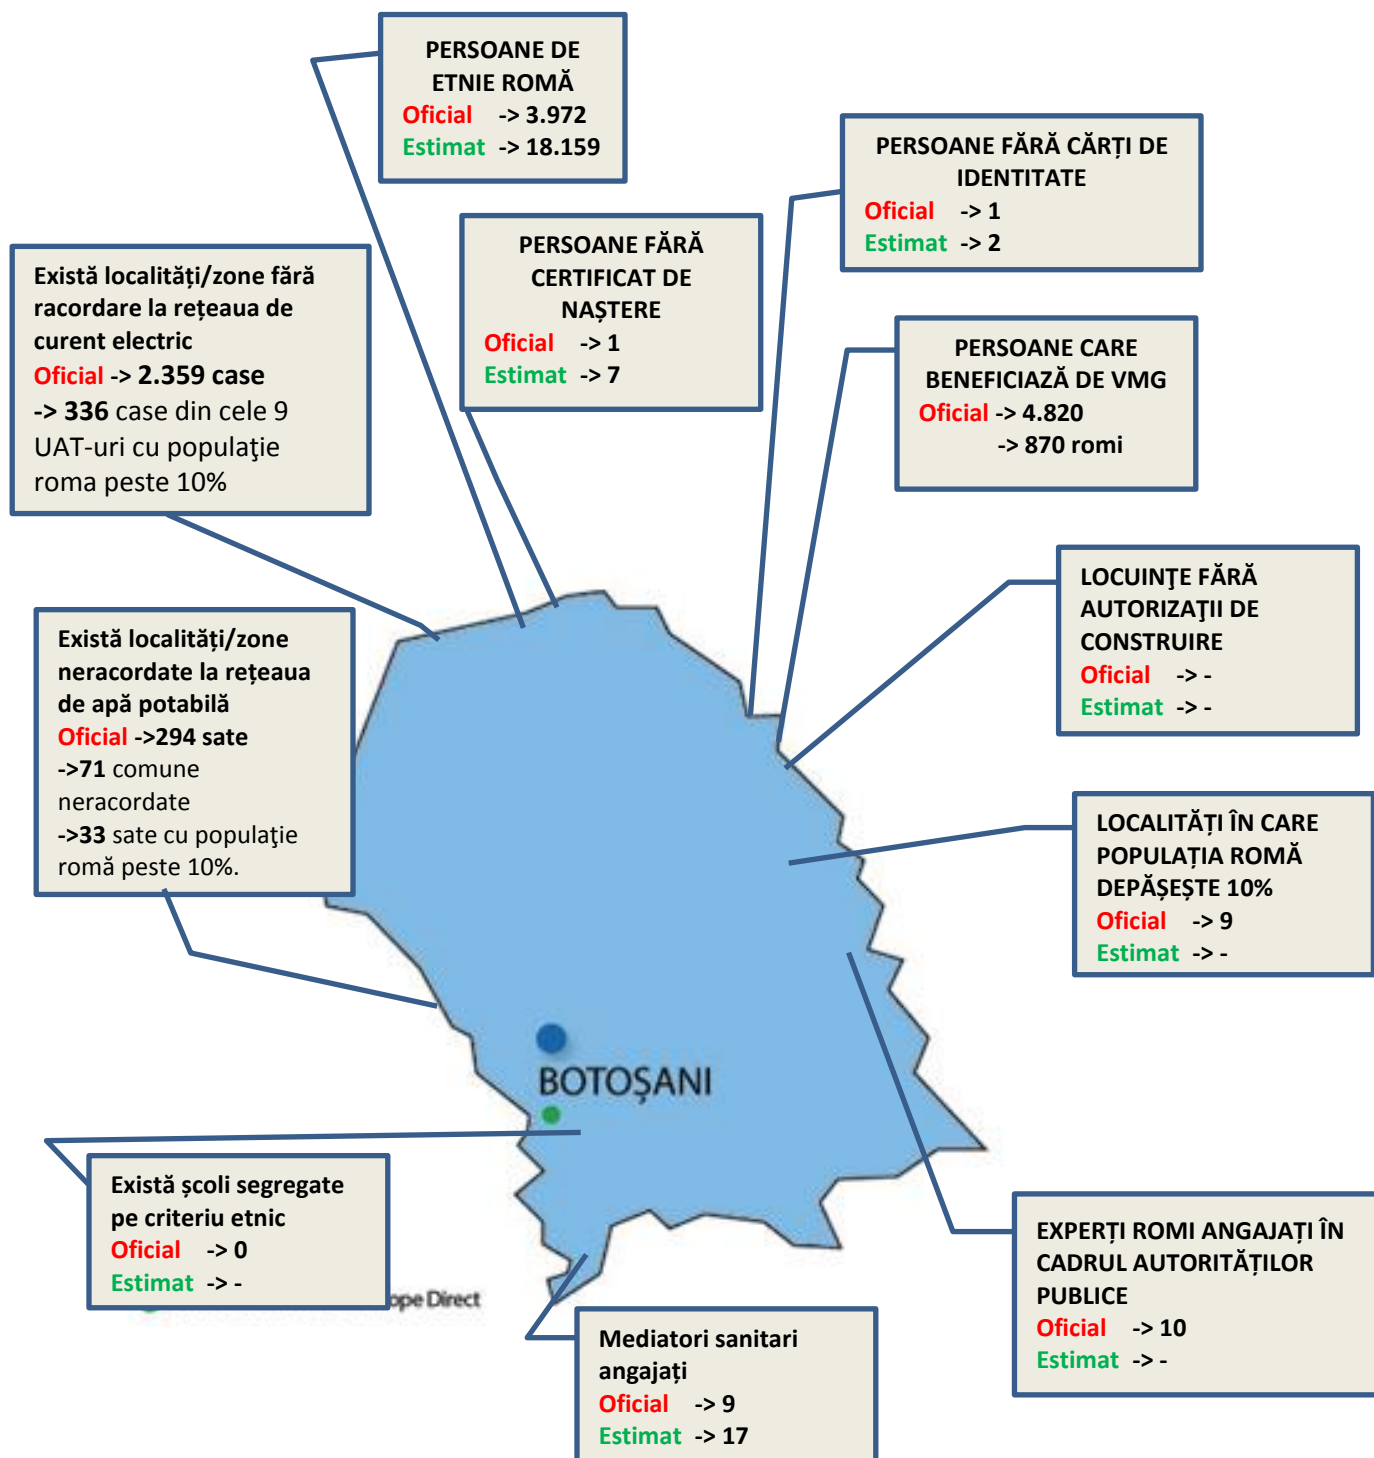 PERSOANE DE
ETNIE ROMĂ
Oficial -> 3.972
Estimat -> 18.159
PERSOANE FĂRĂ CĂRȚI DE
IDENTITATE
Oficial -> 1
Estimat -> 2
PERSOANE FĂRĂ
CERTIFICAT DE
NAȘTERE
Oficial -> 1
Estimat -> 7
Există localități/zone fără
racordare la rețeaua de
curent electric
Oficial -> 2.359 case
-> 336 case din cele 9
UAT-uri cu populaţie
roma peste 10%
PERSOANE CARE
BENEFICIAZĂ DE VMG
Oficial -> 4.820
-> 870 romi
LOCUINŢE FĂRĂ
AUTORIZAŢII DE
CONSTRUIRE
Oficial -> -
Estimat -> -
Există localități/zone
neracordate la rețeaua
de apă potabilă
Oficial ->294 sate
->71 comune
neracordate
->33 sate cu populaţie
romă peste 10%.
LOCALITĂȚI ÎN CARE
POPULAȚIA ROMĂ
DEPĂȘEȘTE 10%
Oficial -> 9
Estimat -> -
BOTOȘANI
Există școli segregate
pe criteriu etnic
Oficial -> 0
Estimat -> -
ope Direct
EXPERȚI ROMI ANGAJAȚI ÎN
CADRUL AUTORITĂȚILOR
PUBLICE
Oficial -> 10
Estimat -> -
Mediatori sanitari
angajați
Oficial -> 9
Estimat -> 17